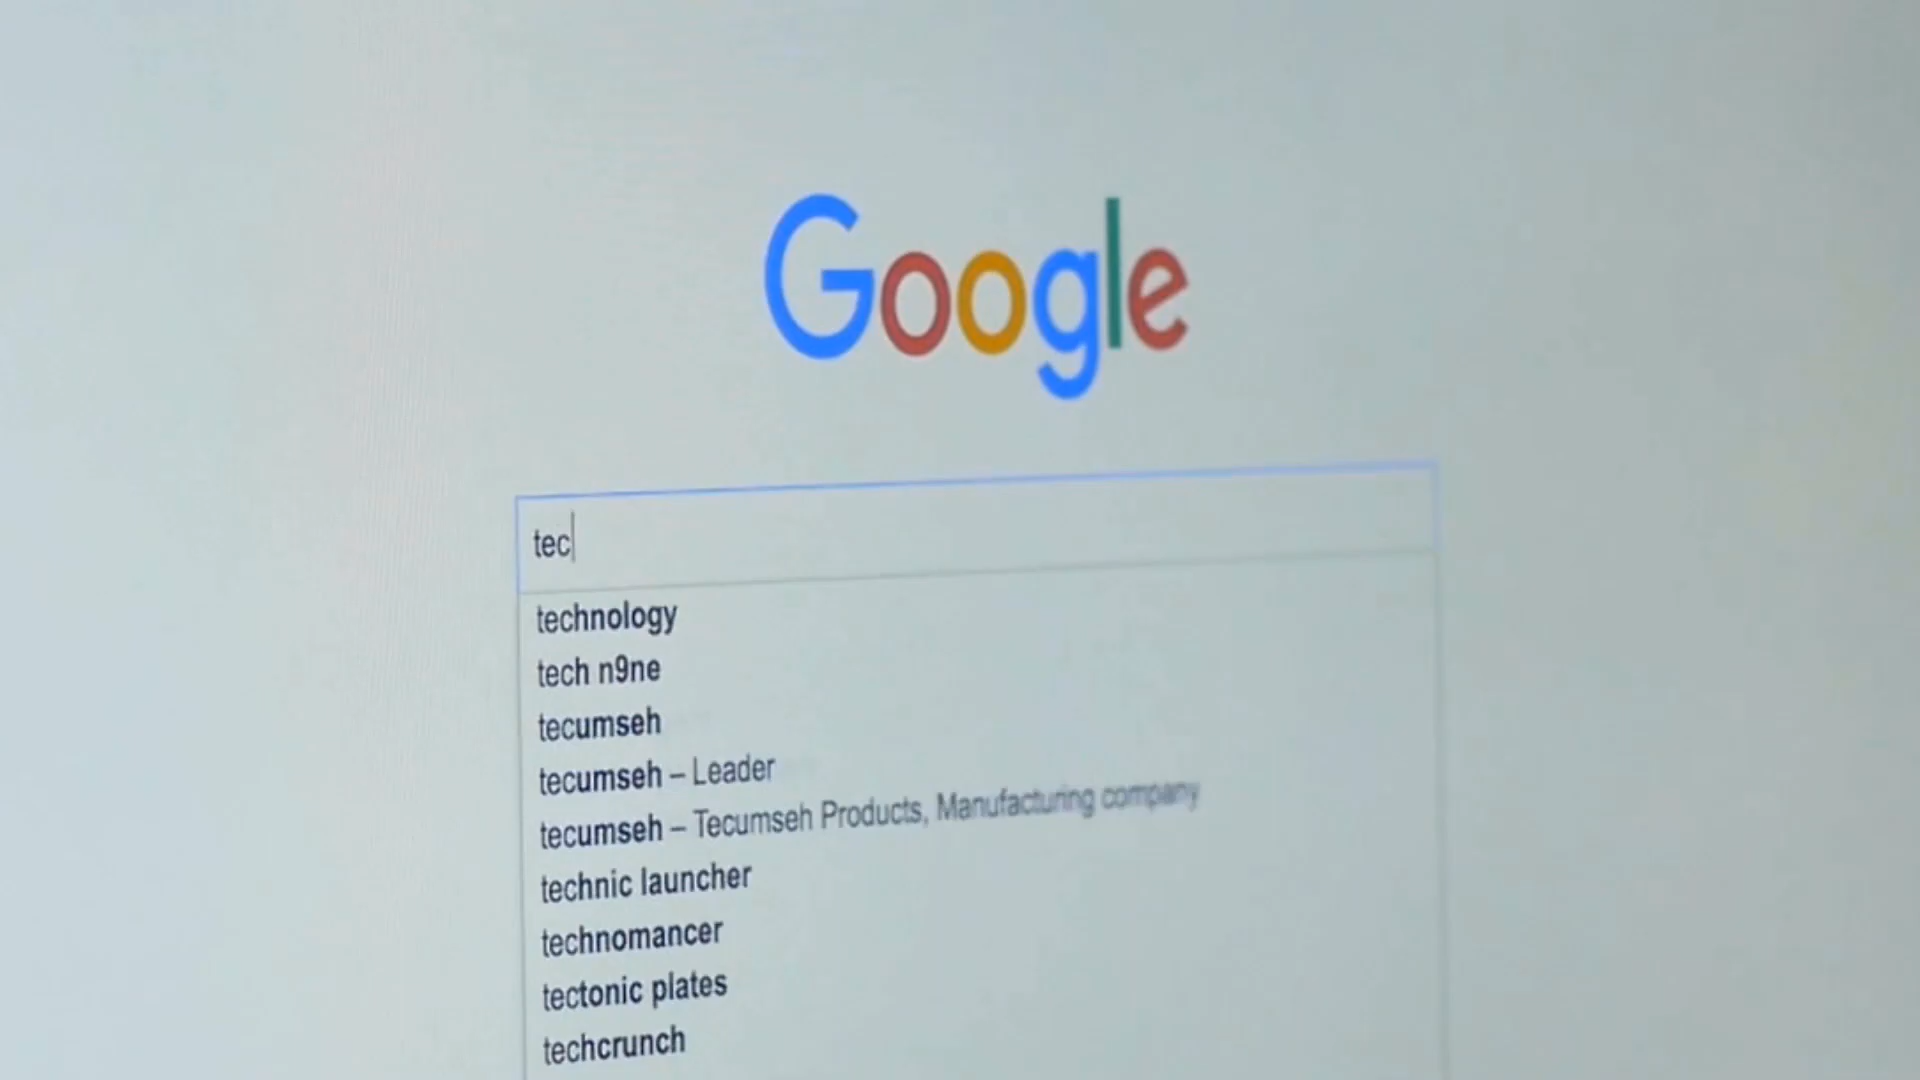 Google
tec
technology
tech n9ne
tecumseh
tecumseh – Leader
tecumseh – Tecumseh Products, Manufacturing company
technic launcher
technomancer
tectonic plates
techcrunch